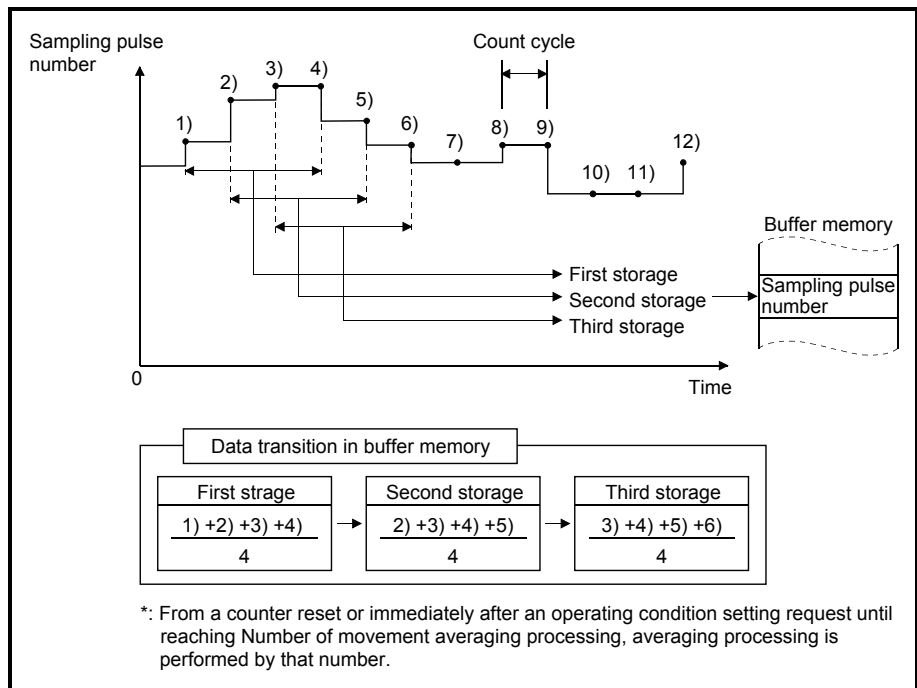 Sampling pulse
number
Count cycle
1)
2)
3)
4)
5)
6)
7)
8)
9)
10)
11)
12)
Buffer memory
First storage
Second storage
Third storage
Sampling pulse
number
0
Time
Data transition in buffer memory
First strage
1) +2) +3) +4)
4
Second storage
2) +3) +4) +5)
4
Third storage
3) +4) +5) +6)
4
*: From a counter reset or immediately after an operating condition setting request until
reaching Number of movement averaging processing, averaging processing is
performed by that number.